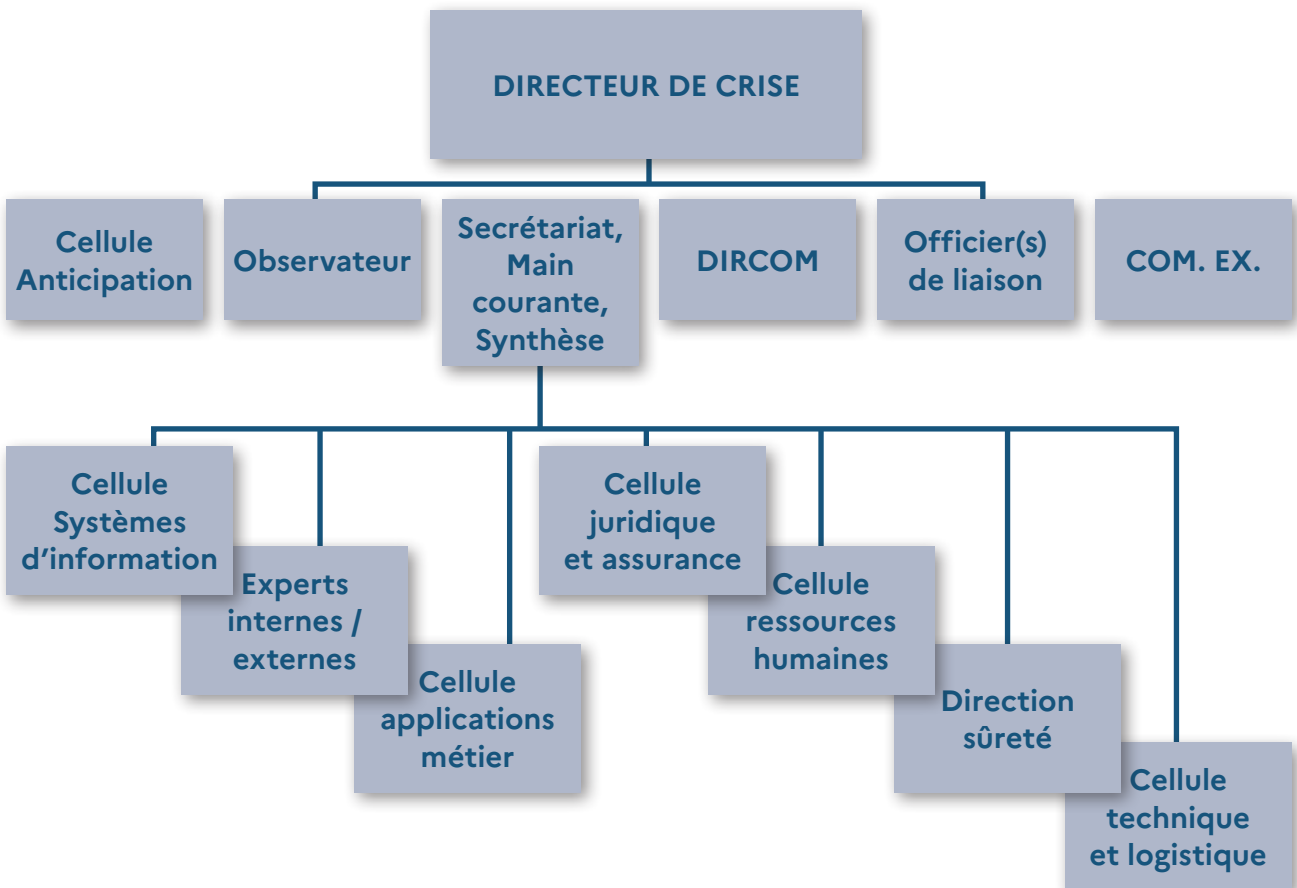 DIRECTEUR DE CRISE
Cellule
Anticipation
Observateur
Secrétariat,
Main
courante,
Synthèse
DIRCOM
Officier(s)
de liaison
COM. EX.
Cellule
Systèmes
d’information
Experts
internes /
externes
Cellule
applications
métier
Cellule
juridique
et assurance
Cellule
ressources
humaines
Direction
sûreté
Cellule
technique
et logistique